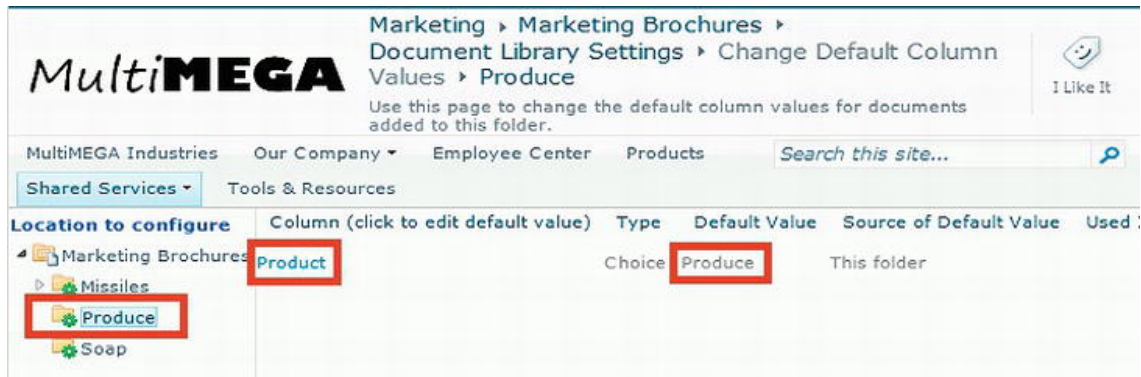 MultiMEGA
Marketing ▸ Marketing Brochures ▸
Document Library Settings ▸ Change Default Column
Values ▸ Produce
Use this page to change the default column values for documents
added to this folder.
I Like It
MultiMEGA Industries Our Company Employee Center Products Search this site...
Shared Services Tools & Resources
Location to configure Column (click to edit default value) Type Default Value Source of Default Value Used
Marketing Brochures Product Choice Produce This folder
Missiles
Produce
Soap